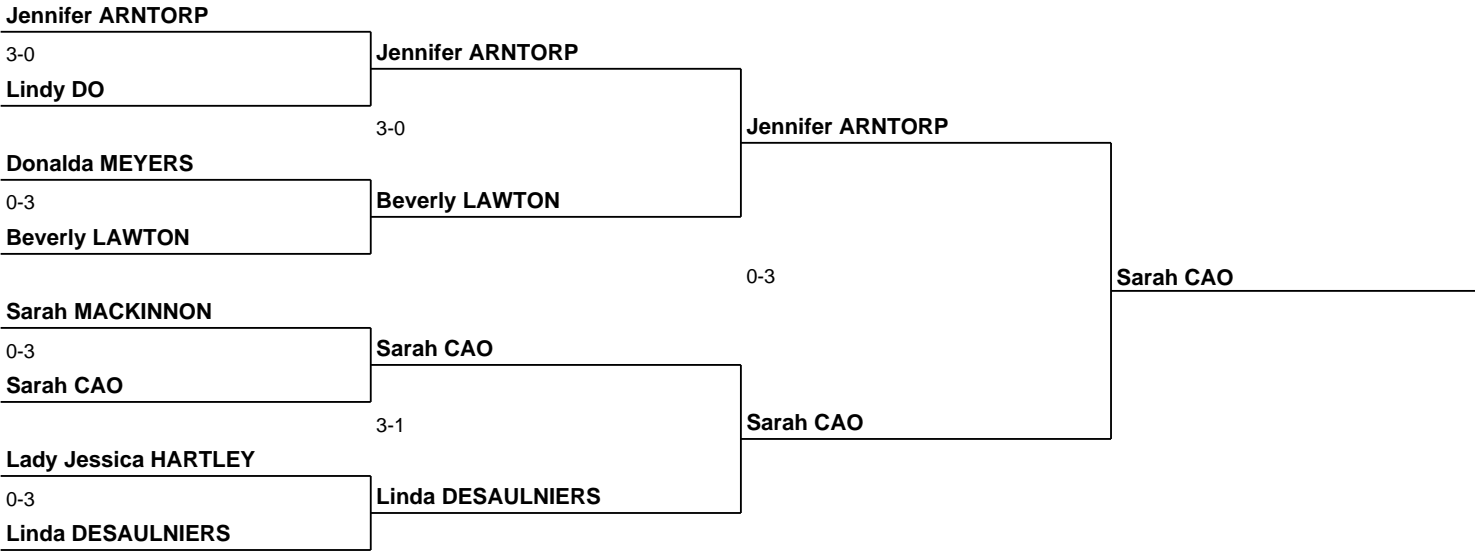 Jennifer ARNTORP
3-0
Jennifer ARNTORP
Lindy DO
3-0
Jennifer ARNTORP
Donalda MEYERS
0-3
Beverly LAWTON
Beverly LAWTON
0-3
Sarah CAO
Sarah MACKINNON
0-3
Sarah CAO
Sarah CAO
3-1
Sarah CAO
Lady Jessica HARTLEY
0-3
Linda DESAULNIERS
Linda DESAULNIERS